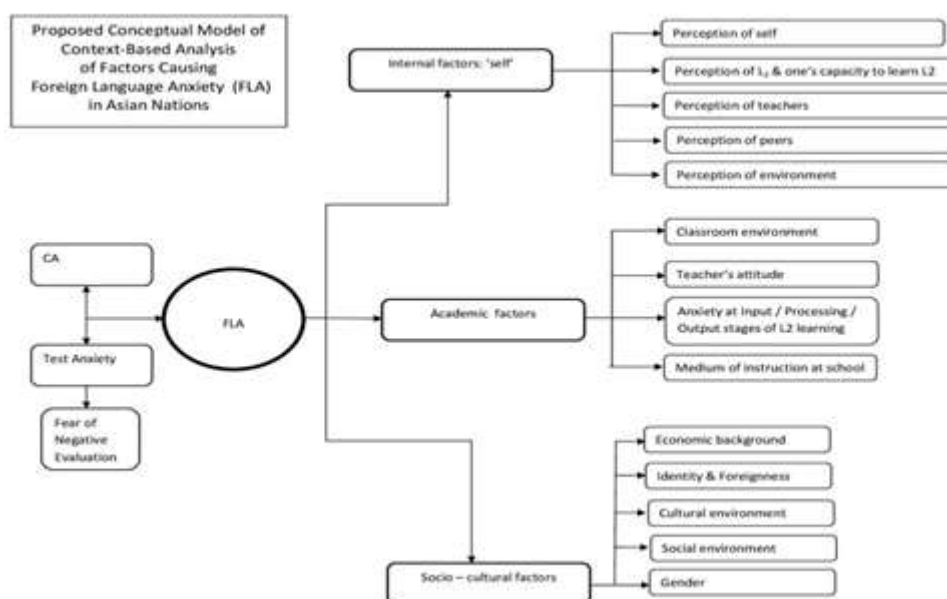 Proposed Conceptual Model of
Context-Based Analysis
of Factors Causing
Foreign Language Anxiety (FLA)
in Asian Nations
Internal factors: 'self'
Perception of self
Perception of L₂ & one's capacity to learn L2
Perception of teachers
Perception of peers
Perception of environment
CA
Test Anxiety
Fear of
Negative
Evaluation
FLA
Academic factors
Classroom environment
Teacher's attitude
Anxiety at Input / Processing /
Output stages of L2 learning
Medium of instruction at school
Socio – cultural factors
Economic background
Identity & Foreignness
Cultural environment
Social environment
Gender